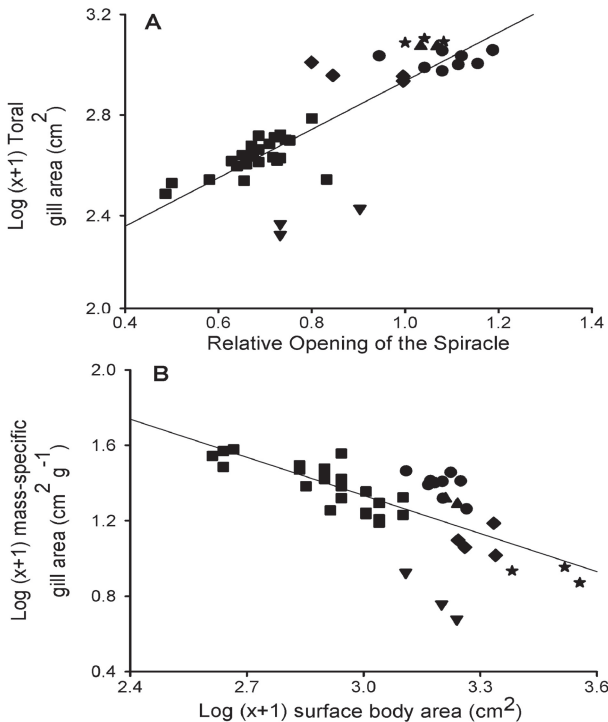 A
Log (x+1) Toral
gill area (cm2)
3.2
2.8
2.4
2.0
0.4 0.6 0.8 1.0 1.2 1.4
Relative Opening of the Spiracle
B
Log (x+1) mass-specific
gill area (cm2 g-1)
2.0
1.6
1.2
0.8
0.4
2.4 2.7 3.0 3.3 3.6
Log (x+1) surface body area (cm2)